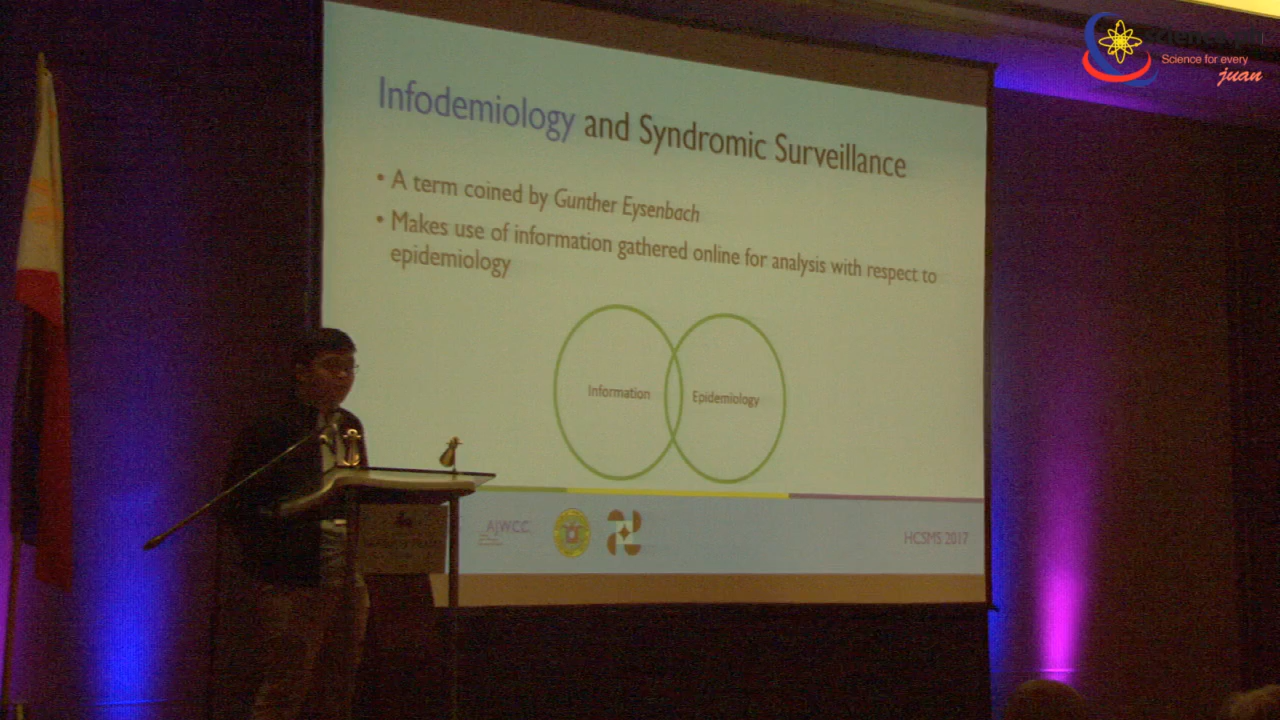 Science for every
juan
Infodemiology and Syndromic Surveillance
• A term coined by Gunther Eysenbach
• Makes use of information gathered online for analysis with respect to
epidemiology
Information
Epidemiology
AJWCC
HCSMS 2017